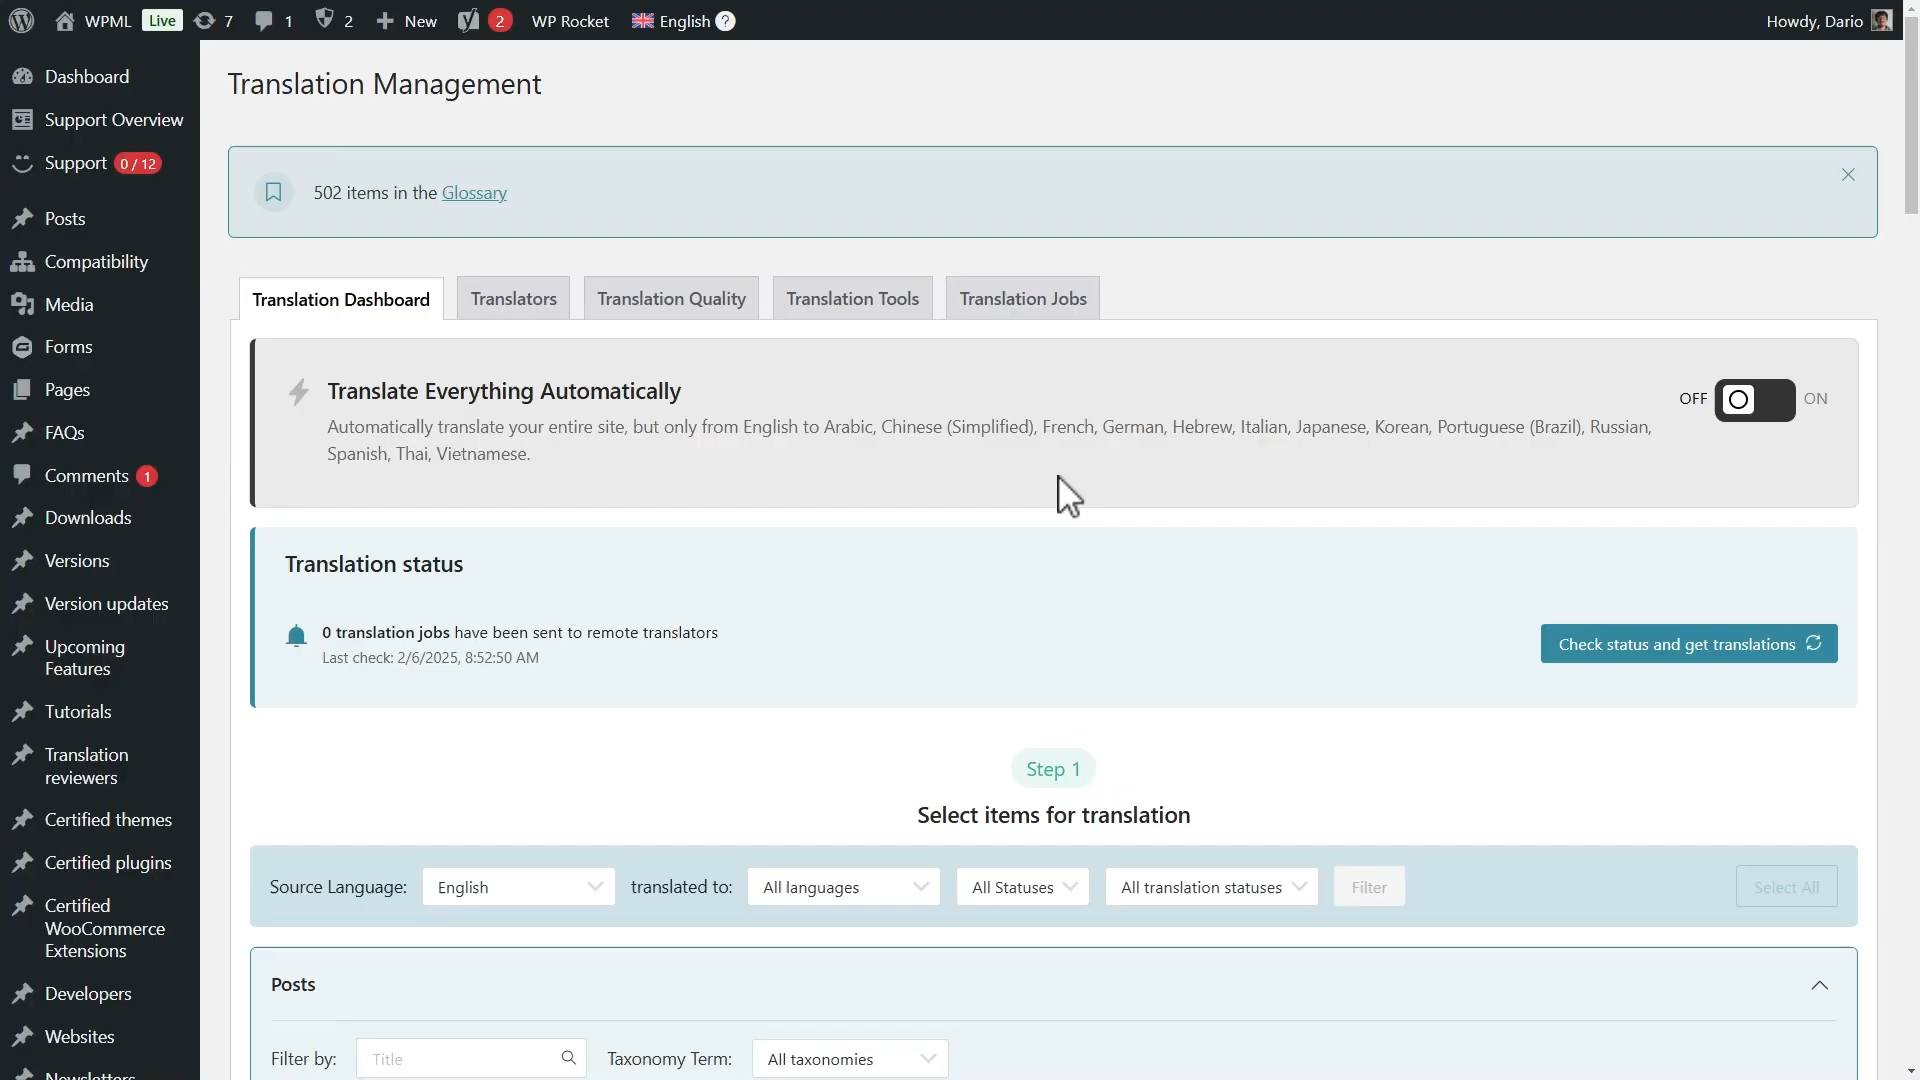 WPML Live 7 1 2 New 2 WP Rocket English ? Howdy, Dario
Dashboard
Support Overview
Support 0 / 12
Posts
Compatibility
Media
Forms
Pages
FAQs
Comments 1
Downloads
Versions
Version updates
Upcoming
Features
Tutorials
Translation
reviewers
Certified themes
Certified plugins
Certified
WooCommerce
Extensions
Developers
Websites
Newsletters
Translation Management
502 items in the Glossary
Translation Dashboard Translators Translation Quality Translation Tools Translation Jobs
Translate Everything Automatically
OFF ON
Automatically translate your entire site, but only from English to Arabic, Chinese (Simplified), French, German, Hebrew, Italian, Japanese, Korean, Portuguese (Brazil), Russian,
Spanish, Thai, Vietnamese.
Translation status
0 translation jobs have been sent to remote translators
Last check: 2/6/2025, 8:52:50 AM
Check status and get translations
Step 1
Select items for translation
Source Language: English translated to: All languages All Statuses All translation statuses Filter Select All
Posts
Filter by: Title Taxonomy Term: All taxonomies